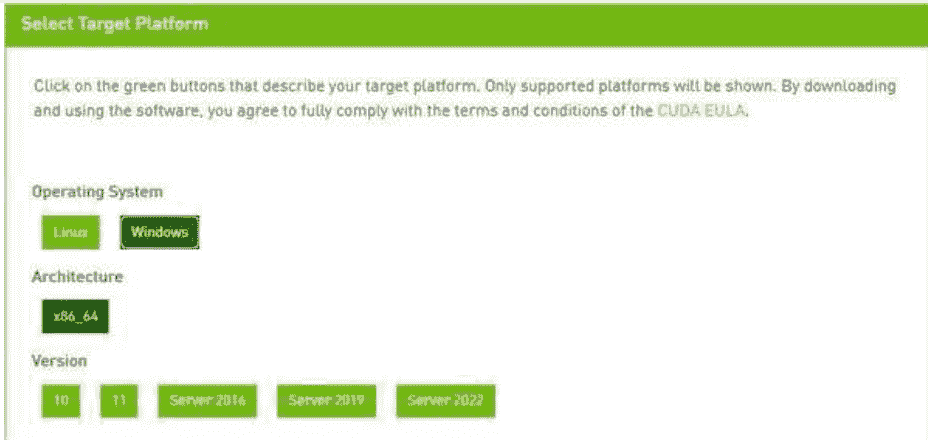 Select Target Platform
Click on the green buttons that describe your target platform. Only supported platforms will be shown. By downloading
and using the software, you agree to fully comply with the terms and conditions of the CUDA EULA.
Operating System
Linux Windows
Architecture
x86_64
Version
10 11 Server 2016 Server 2019 Server 2022